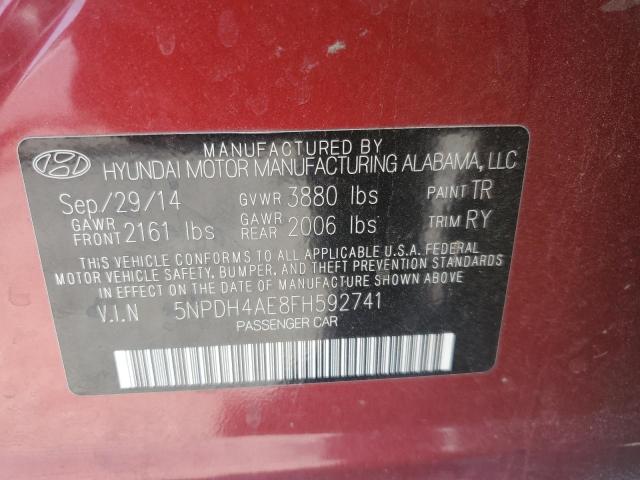 MANUFACTURED BY
HYUNDAI MOTOR MANUFACTURING ALABAMA, LLC
Sep/29/14 GVWR 3880 lbs PAINT TR
GAWR FRONT 2161 lbs GAWR REAR 2006 lbs TRIM RY
THIS VEHICLE CONFORMS TO ALL APPLICABLE U.S.A. FEDERAL
MOTOR VEHICLE SAFETY, BUMPER, AND THEFT PREVENTION
STANDARDS IN EFFECT ON THE DATE OF MANUFACTURE SHOWN ABOVE.
V.I.N 5NPDH4AE8FH592741
PASSENGER CAR